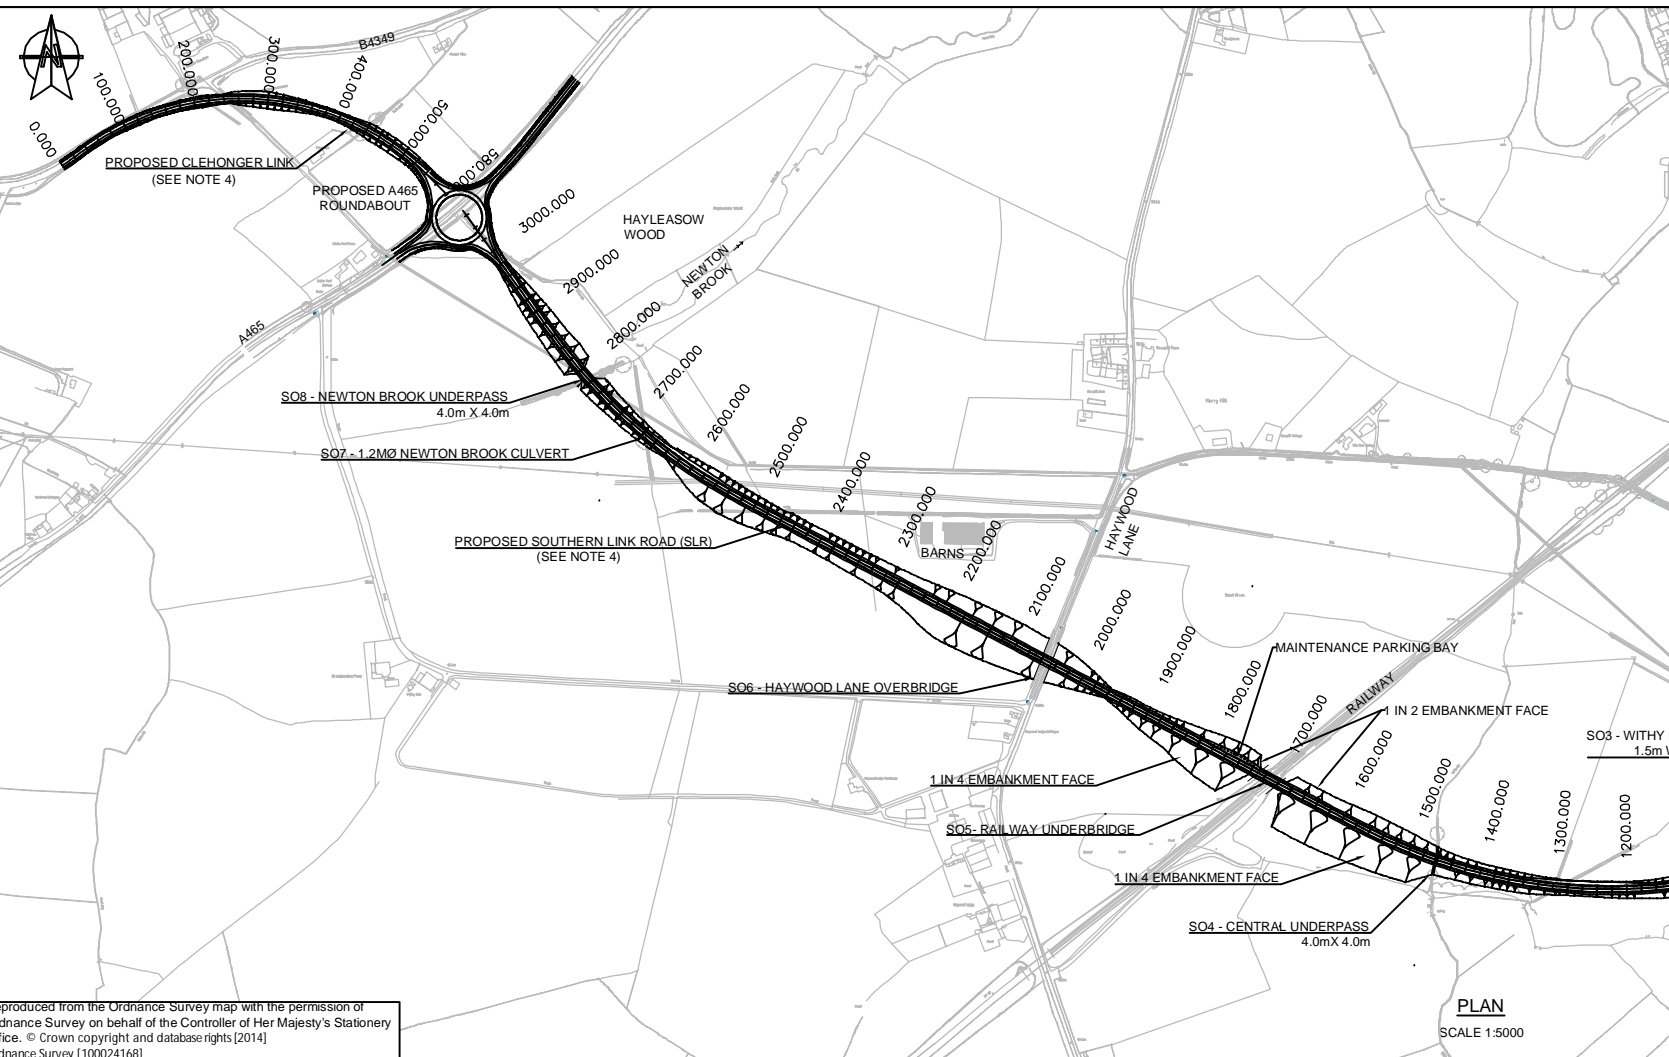 N
B4349
0.000
100.000
200.000
300.000
400.000
500.000
580.000
PROPOSED CLEHONGER LINK
(SEE NOTE 4)
PROPOSED A465
ROUNDABOUT
3000.000
HAYLEASOW
WOOD
NEWTON
BROOK
2900.000
2800.000
2700.000
2600.000
2500.000
2400.000
2300.000
2200.000
2100.000
2000.000
1900.000
1800.000
1700.000
1600.000
1500.000
1400.000
1300.000
1200.000
A465
SO8 - NEWTON BROOK UNDERPASS
4.0m X 4.0m
SO7 - 1.2MØ NEWTON BROOK CULVERT
PROPOSED SOUTHERN LINK ROAD (SLR)
(SEE NOTE 4)
BARNS
HAYWOOD
LANE
SO6 - HAYWOOD LANE OVERBRIDGE
MAINTENANCE PARKING BAY
RAILWAY
1 IN 2 EMBANKMENT FACE
SO3 - WITHY
1.5m
1 IN 4 EMBANKMENT FACE
SO5- RAILWAY UNDERBRIDGE
1 IN 4 EMBANKMENT FACE
SO4 - CENTRAL UNDERPASS
4.0mX 4.0m
PLAN
SCALE 1:5000
eproduced from the Ordnance Survey map with the permission of
rdnance Survey on behalf of the Controller of Her Majesty's Stationery
ffice. © Crown copyright and database rights [2014]
rdnance Survey [100024168]